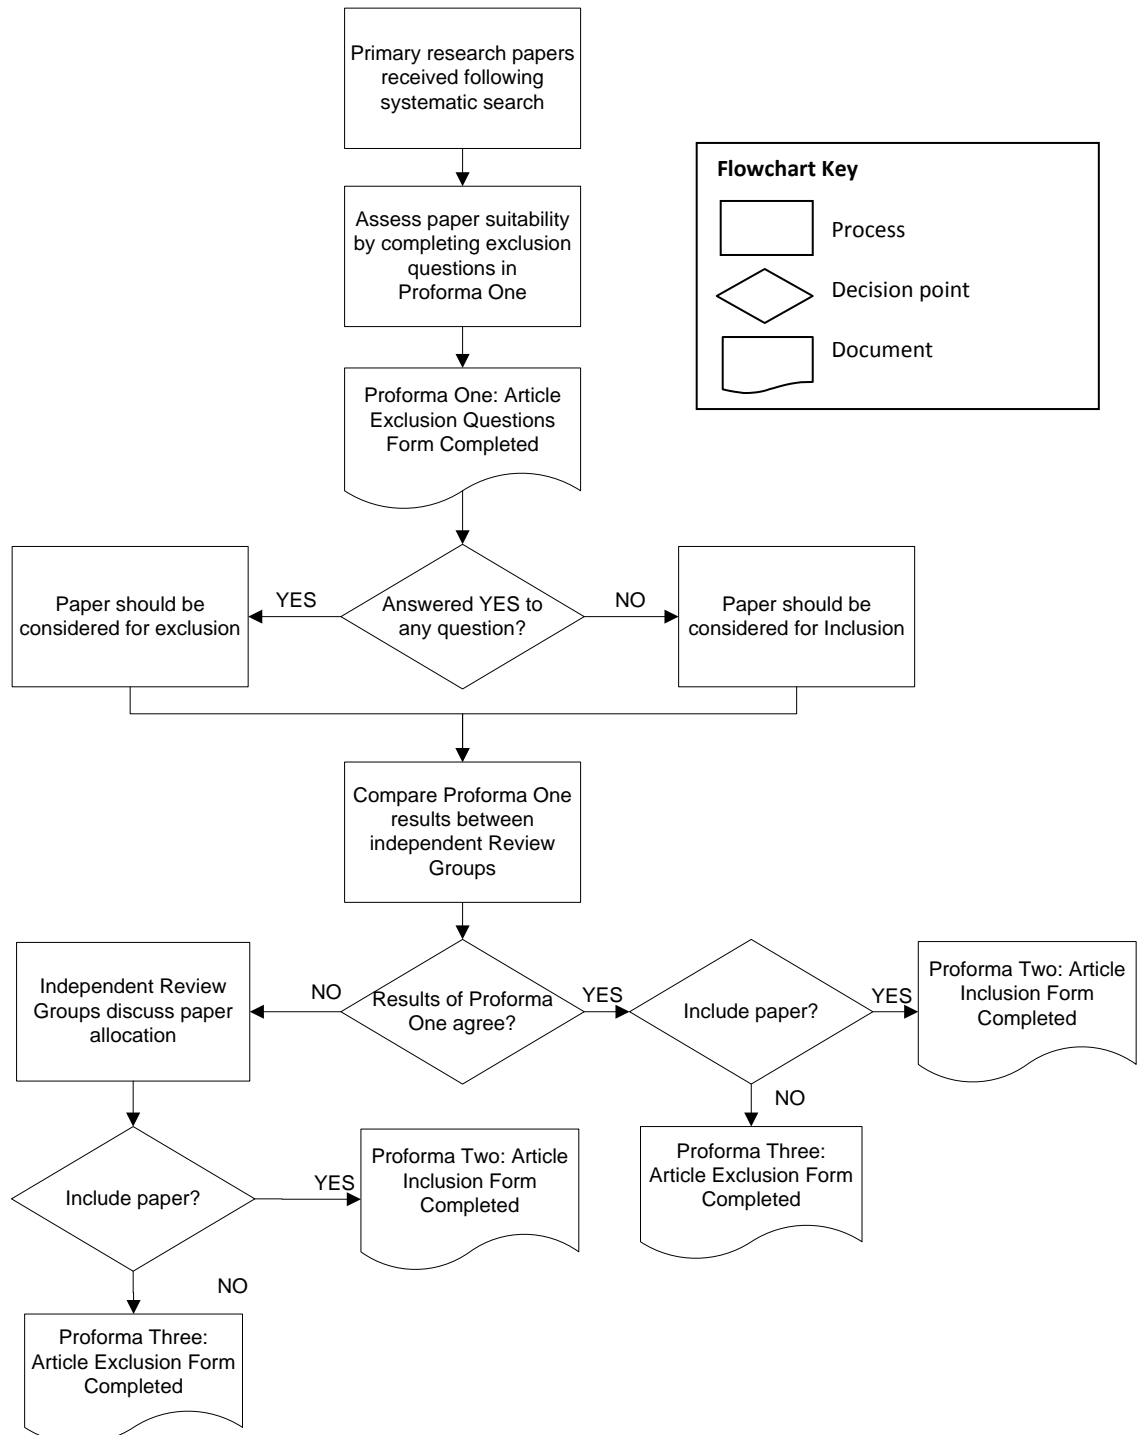 Primary research papers
received following
systematic search
Flowchart Key
Process
Decision point
Document
Assess paper suitability
by completing exclusion
questions in
Proforma One
Proforma One: Article
Exclusion Questions
Form Completed
Paper should be
considered for exclusion
YES
Answered YES to
any question?
NO
Paper should be
considered for Inclusion
Compare Proforma One
results between
independent Review
Groups
Independent Review
Groups discuss paper
allocation
NO
Results of Proforma
One agree?
YES
Include paper?
YES
Proforma Two: Article
Inclusion Form
Completed
NO
Proforma Three:
Article Exclusion Form
Completed
Include paper?
YES
Proforma Two: Article
Inclusion Form
Completed
NO
Proforma Three:
Article Exclusion Form
Completed